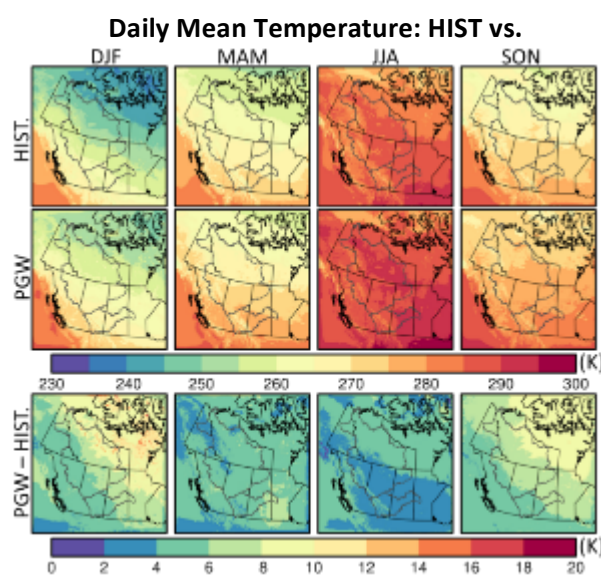 Daily Mean Temperature: HIST vs.
DJF MAM JJA SON
HIST.
PGW
(K)
230 240 250 260 270 280 290 300
PGW – HIST.
(K)
0 2 4 6 8 10 12 14 16 18 20